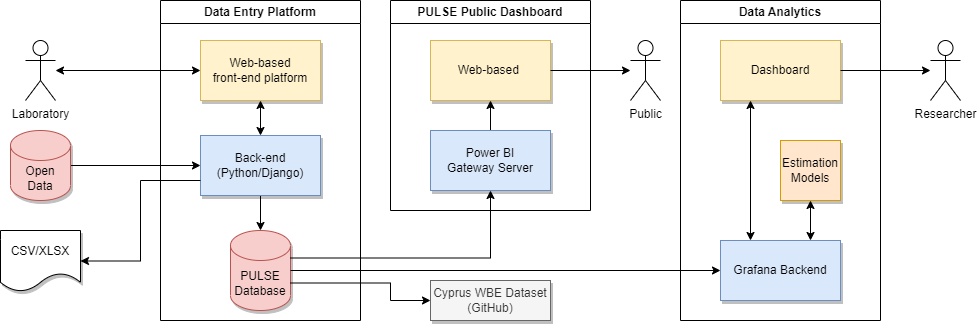 Data Entry Platform
PULSE Public Dashboard
Data Analytics
Web-based
front-end platform
Web-based
Dashboard
Laboratory
Public
Researcher
Open
Data
Back-end
(Python/Django)
Power BI
Gateway Server
Estimation
Models
CSV/XLSX
PULSE
Database
Grafana Backend
Cyprus WBE Dataset
(GitHub)